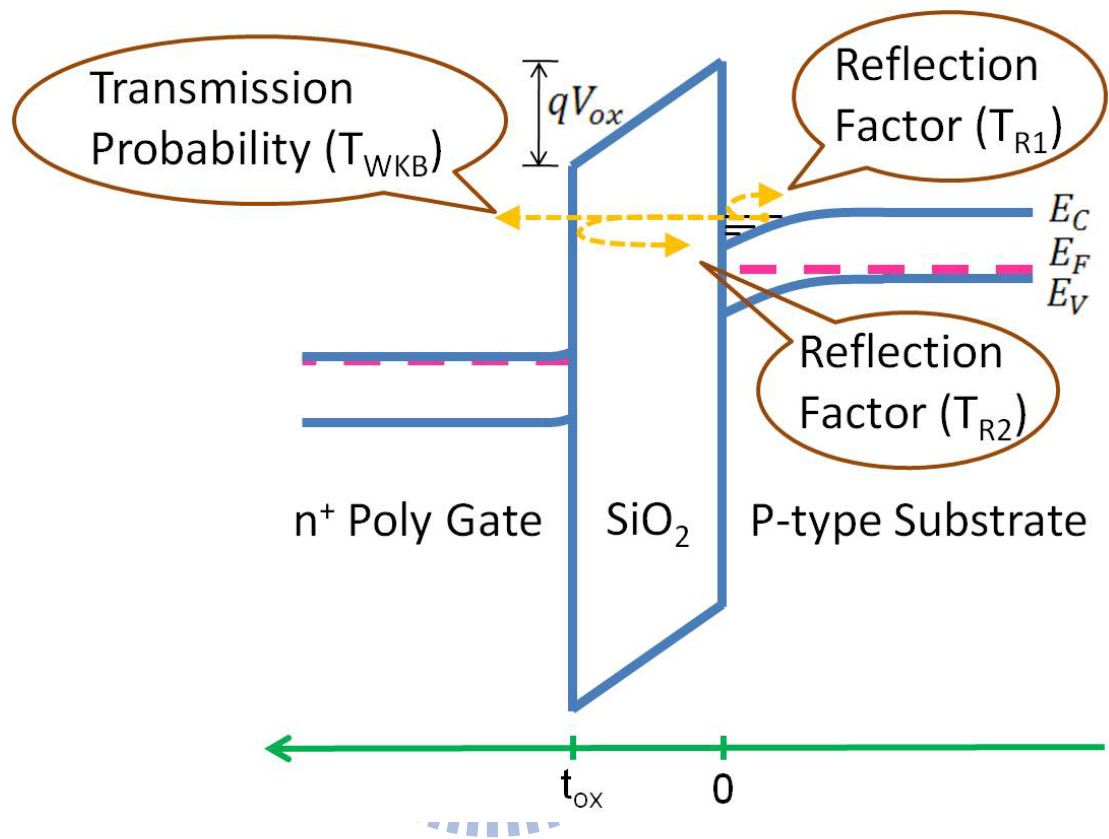 Transmission
Probability (T_WKB)
qV_ox
Reflection
Factor (T_R1)
E_C
E_F
E_V
Reflection
Factor (T_R2)
n⁺ Poly Gate
SiO₂
P-type Substrate
t_ox
0